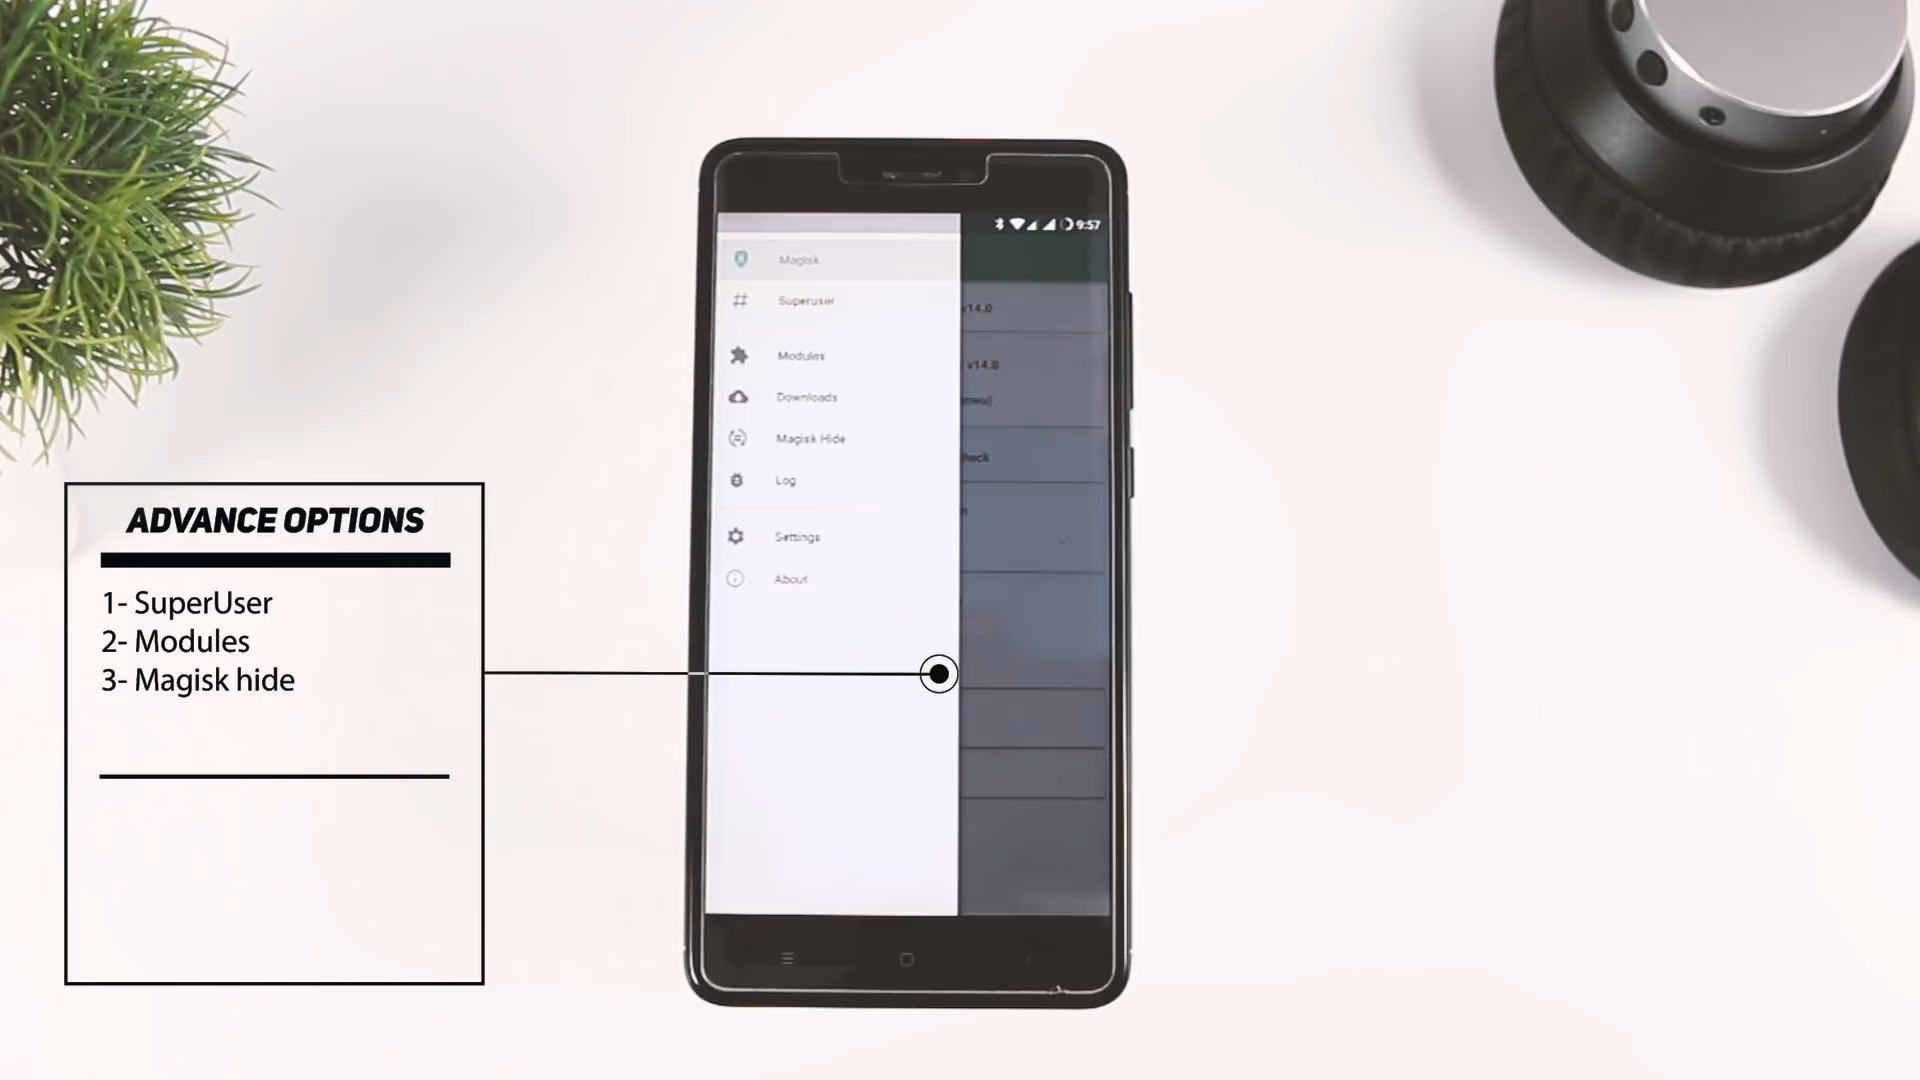 9:57
Magisk
Superuser
v14.0
Modules
v14.0
Downloads
Magisk Hide
Log
Settings
About
ADVANCE OPTIONS
1- SuperUser
2- Modules
3- Magisk hide